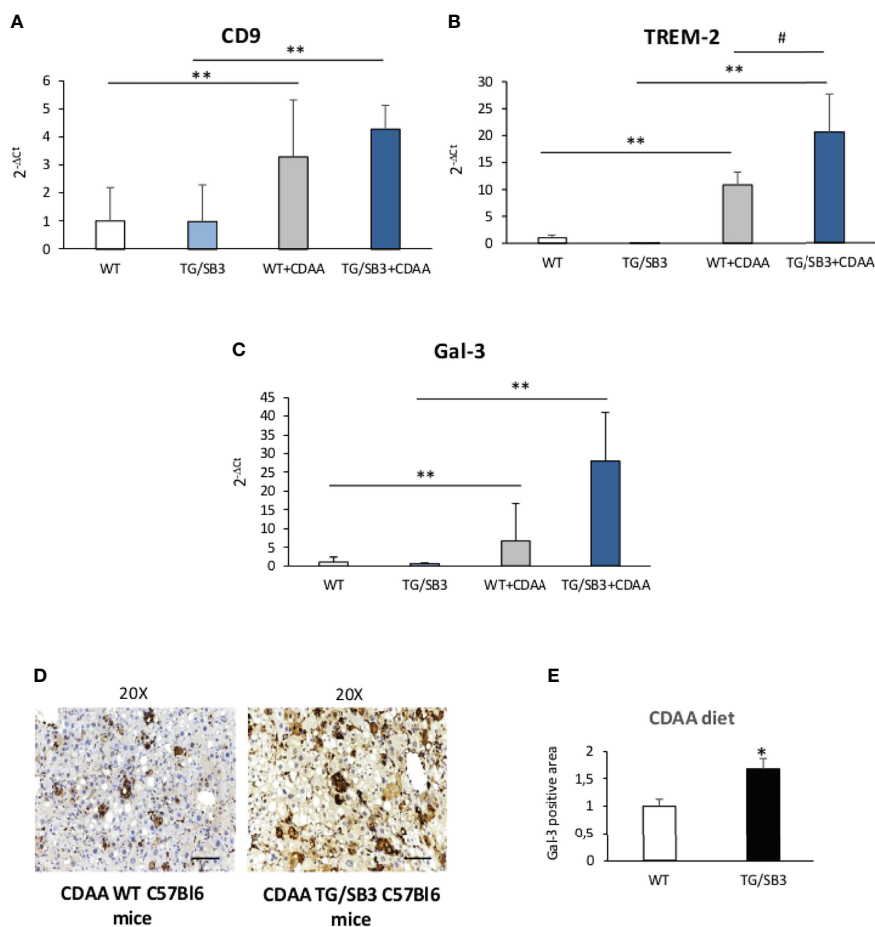 A
CD9
**
**
6
5
4
3
2
1
0
2-ΔCt
WT
TG/SB3
WT+CDAA
TG/SB3+CDAA
B
TREM-2
#
**
**
30
25
20
15
10
5
0
2-ΔCt
WT
TG/SB3
WT+CDAA
TG/SB3+CDAA
C
Gal-3
**
**
45
40
35
30
25
20
15
10
5
0
2-ΔCt
WT
TG/SB3
WT+CDAA
TG/SB3+CDAA
D
20X
20X
CDAA WT C57Bl6
mice
CDAA TG/SB3 C57Bl6
mice
E
CDAA diet
*
2
1,5
1
0,5
0
Gal-3 positive area
WT
TG/SB3